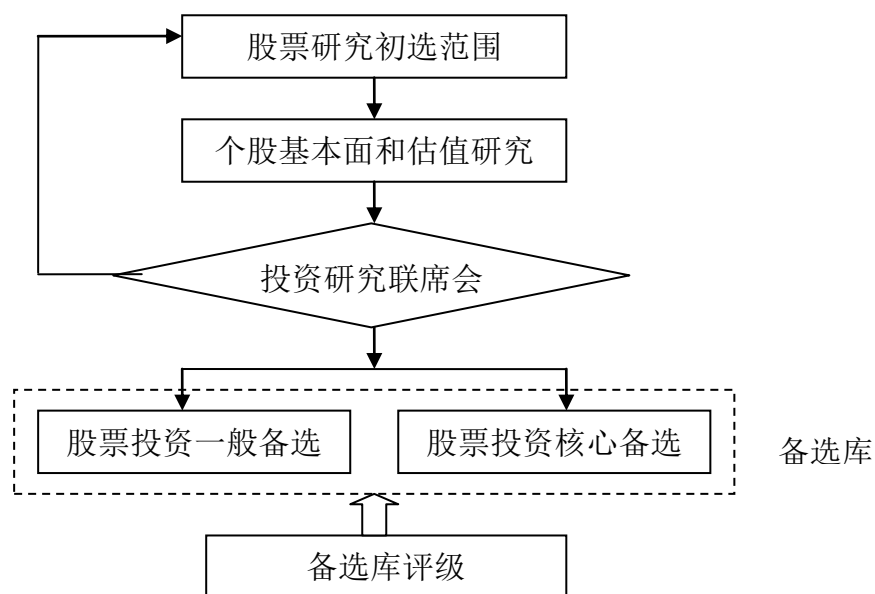 股票研究初选范围
个股基本面和估值研究
投资研究联席会
股票投资一般备选
股票投资核心备选
备选库
备选库评级